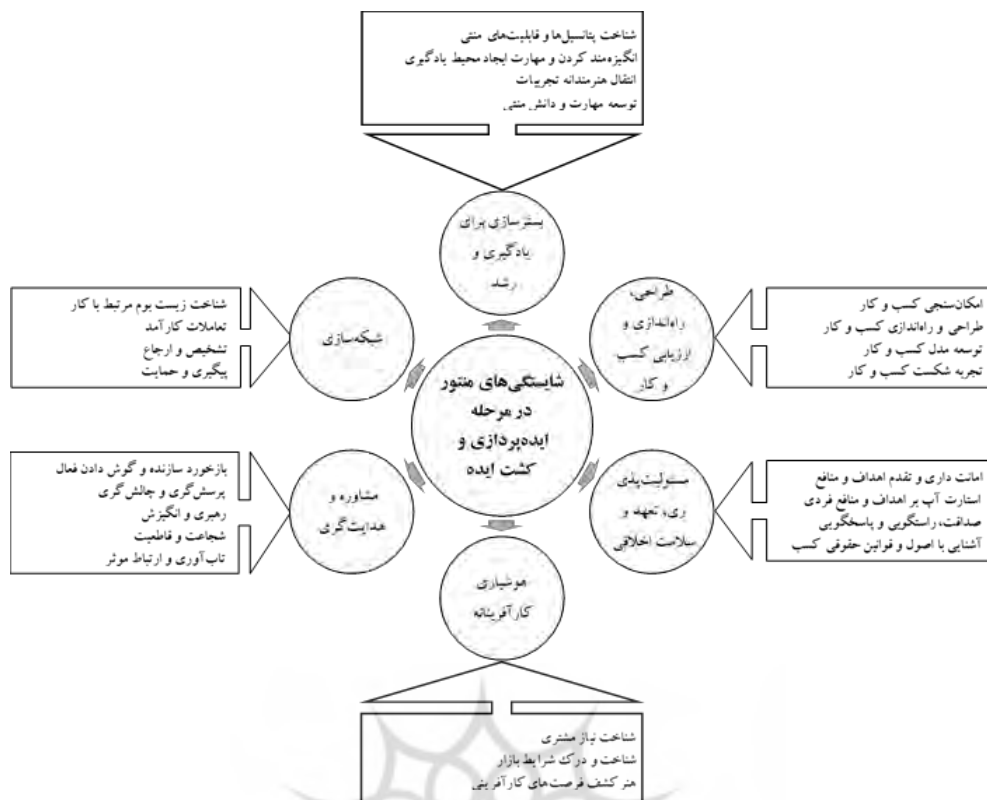 شناخت پتانسیل‌ها و قابلیت‌های منتی
انگیزه‌مند کردن و مهارت ایجاد محیط یادگیری
انتقال هنرمندانه تجربیات
توسعه مهارت و دانش منتی
بسترسازی برای
یادگیری و
رشد
طراحی،
راه‌اندازی و
ارزیابی کسب
و کار
امکان‌سنجی کسب و کار
طراحی و راه‌اندازی کسب و کار
توسعه مدل کسب و کار
تجربه شکست کسب و کار
شبکه‌سازی
شناخت زیست بوم مرتبط با کار
تعاملات کارآمد
تشخیص و ارجاع
پیگیری و حمایت
شایستگی‌های منتور
در مرحله
ایده‌پردازی و
کشت ایده
مسئولیت‌پذی
ری، تعهد و
سلامت اخلاقی
امانت داری و تقدم اهداف و منافع
استارت آپ بر اهداف و منافع فردی
صداقت، راستگویی و پاسخگویی
آشنایی با اصول و قوانین حقوقی کسب
مشاوره و
هدایت‌گری
بازخورد سازنده و گوش دادن فعال
پرسش‌گری و چالش‌گری
رهبری و انگیزش
شجاعت و قاطعیت
تاب‌آوری و ارتباط موثر
هوشیاری
کارآفرینانه
شناخت نیاز مشتری
شناخت و درک شرایط بازار
هنر کشف فرصت‌های کارآفرینی